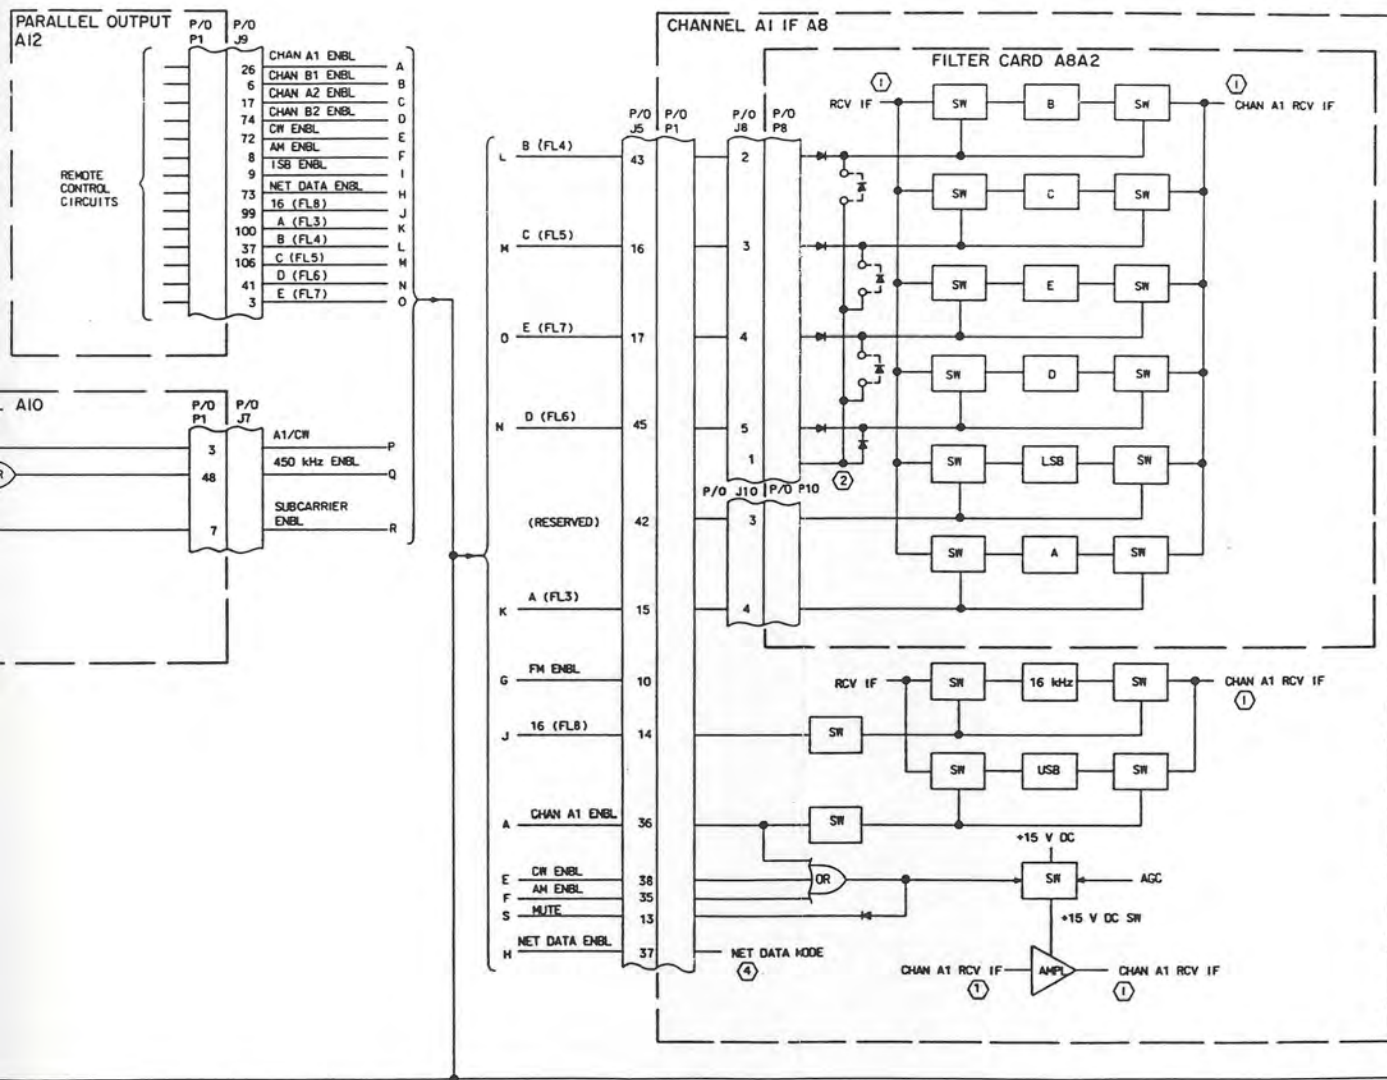 PARALLEL OUTPUT
A12
P/O P/O
P1 J9
REMOTE
CONTROL
CIRCUITS
26 CHAN A1 ENBL A
6 CHAN B1 ENBL B
17 CHAN A2 ENBL C
74 CHAN B2 ENBL D
72 CW ENBL E
8 AM ENBL F
9 ISB ENBL I
73 NET DATA ENBL H
99 16 (FL8) J
100 A (FL3) K
37 B (FL4) L
106 C (FL5) M
41 D (FL6) N
3 E (FL7) O
A10
P/O P/O
P1 J7
3 A1/CW P
48 450 kHz ENBL Q
7 SUBCARRIER
ENBL R
CHANNEL A1 IF A8
P/O P/O
J5 P1
P/O P/O
J8 P8
L B (FL4) 43 2
M C (FL5) 16 3
O E (FL7) 17 4
N D (FL6) 45 5
1
2
P/O J10 P/O P10
(RESERVED) 42 3
K A (FL3) 15 4
G FM ENBL 10
J 16 (FL8) 14 SW
A CHAN A1 ENBL 36 SW
E CW ENBL 38 OR
F AM ENBL 35
S MUTE 13
H NET DATA ENBL 37 NET DATA MODE
4
FILTER CARD A8A2
1 1
RCV IF SW B SW CHAN A1 RCV IF
SW C SW
SW E SW
SW D SW
SW LSB SW
SW A SW
RCV IF SW 16 kHz SW CHAN A1 RCV IF
1
SW USB SW
+15 V DC
SW AGC
+15 V DC SW
CHAN A1 RCV IF AMPL CHAN A1 RCV IF
1 1